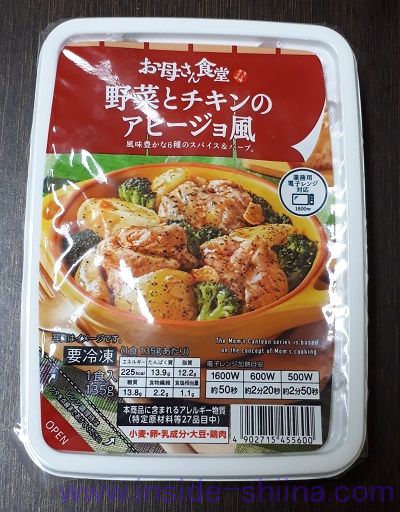 お母さん食堂
野菜とチキンの
アヒージョ風
風味豊かな6種のスパイス&ハーブ。
業務用
電子レンジ
対応
1600W
写真はイメージです。
The Mom's Canteen series is based
on the concept of Mom's cooking.
要冷凍
1食入
135g
(1食 135gあたり)
エネルギー たんぱく質 脂質
225kcal 13.9g 12.2g
糖質 食物繊維 食塩相当量
13.8g 2.2g 1.1g
電子レンジ加熱目安
1600W 600W 500W
約50秒 約2分20秒 約2分50秒
本商品に含まれるアレルギー物質
(特定原材料等27品目中)
小麦・卵・乳成分・大豆・鶏肉
OPEN
4 902715 455600
www.inside-shiina.com